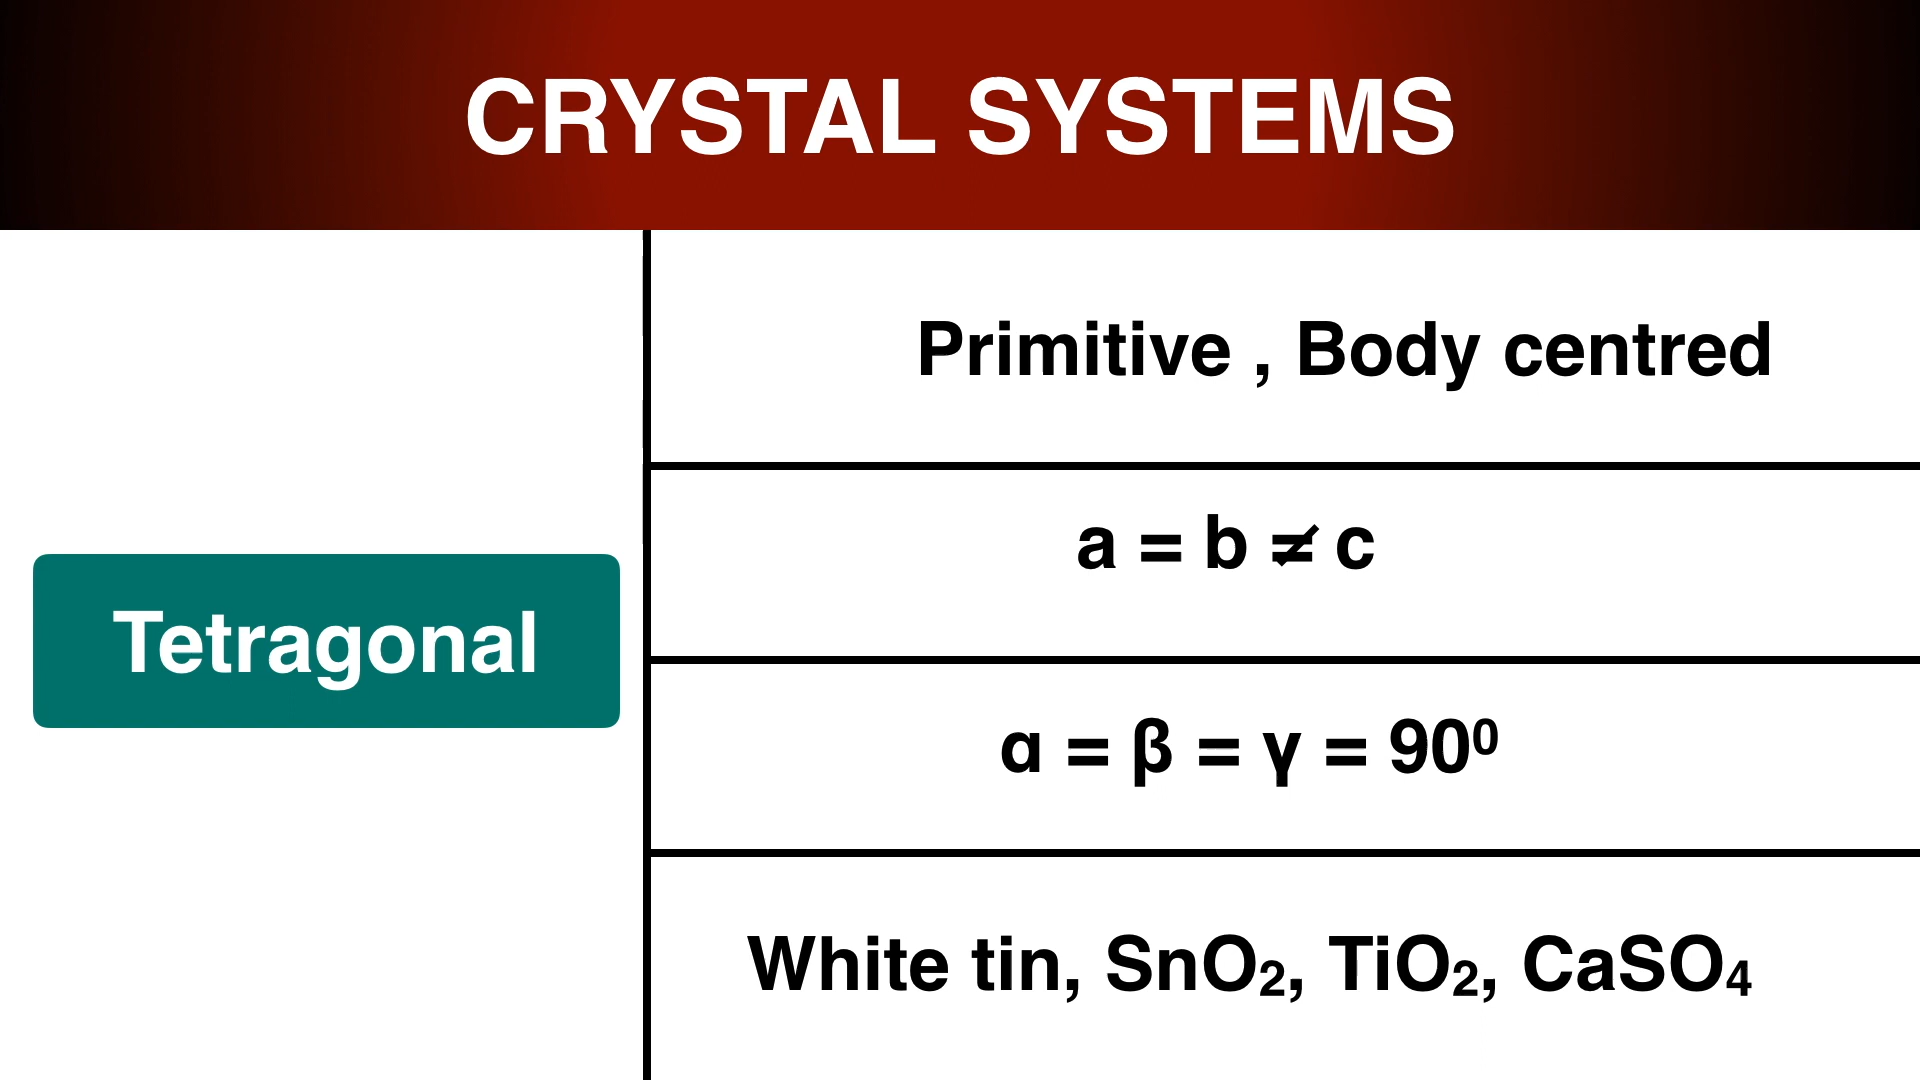 CRYSTAL SYSTEMS
Primitive , Body centred
a = b ≠ c
Tetragonal
α = β = γ = 90⁰
White tin, SnO₂, TiO₂, CaSO₄